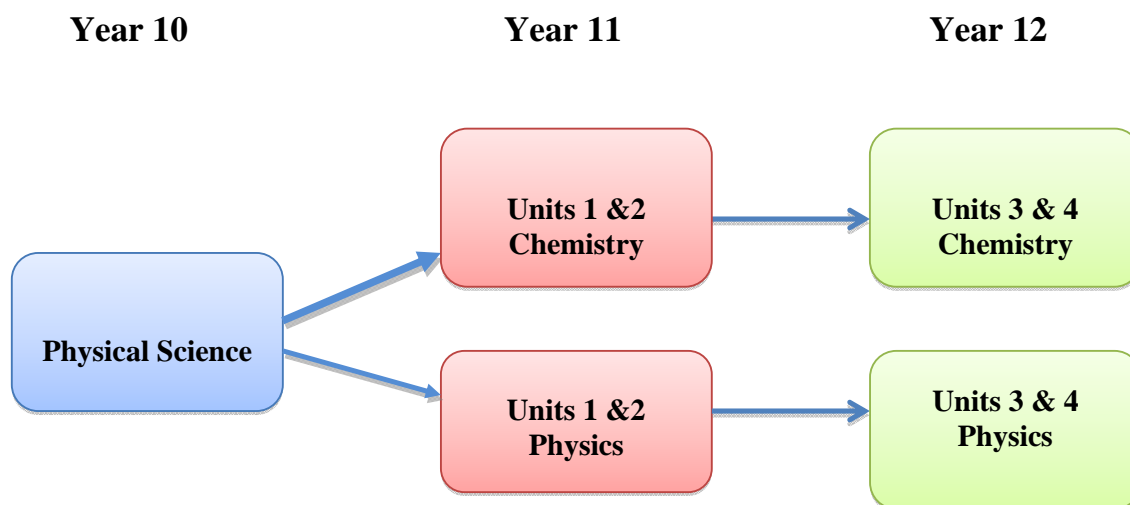 Year 10
Year 11
Year 12
Physical Science
Units 1 &2
Chemistry
Units 3 & 4
Chemistry
Units 1 &2
Physics
Units 3 & 4
Physics